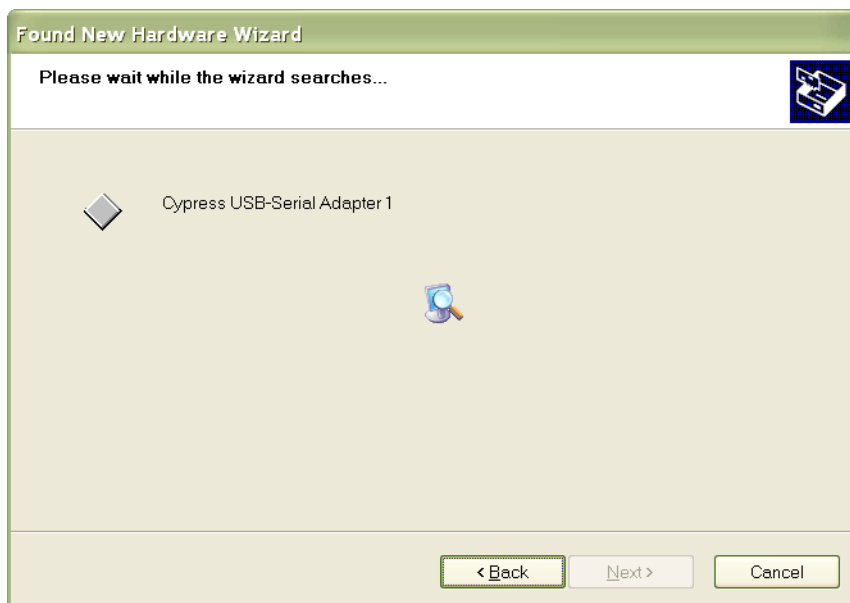 Found New Hardware Wizard
Please wait while the wizard searches...
Cypress USB-Serial Adapter 1
< Back
Next >
Cancel